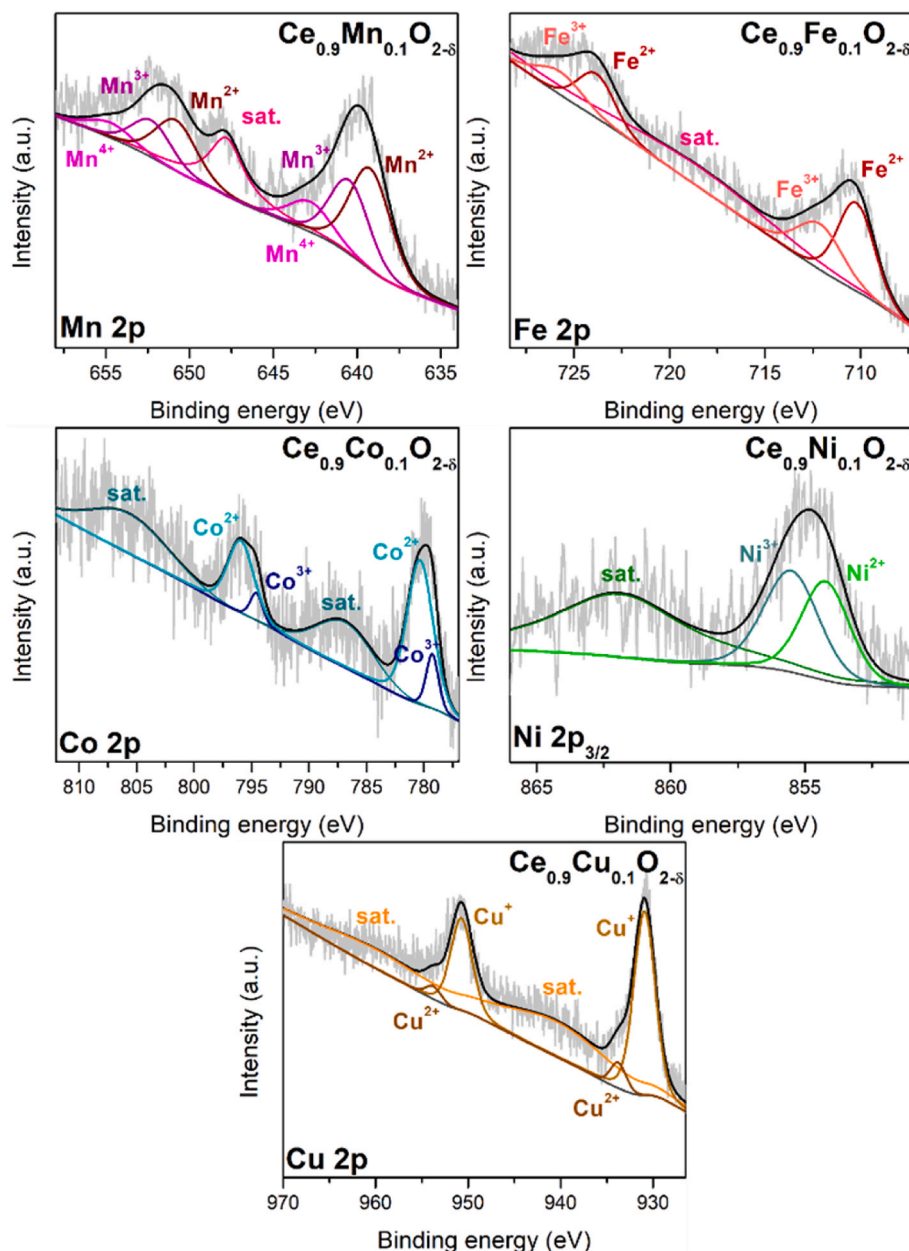 Ce0.9Mn0.1O2-δ
Mn3+
Mn2+
sat.
Mn4+
Mn3+
Mn2+
Mn4+
Mn 2p
Intensity (a.u.)
655 650 645 640 635
Binding energy (eV)
Ce0.9Fe0.1O2-δ
Fe3+
Fe2+
sat.
Fe3+
Fe2+
Fe 2p
Intensity (a.u.)
725 720 715 710
Binding energy (eV)
Ce0.9Co0.1O2-δ
sat.
Co2+
Co3+
sat.
Co2+
Co3+
Co 2p
Intensity (a.u.)
810 805 800 795 790 785 780
Binding energy (eV)
Ce0.9Ni0.1O2-δ
sat.
Ni3+
Ni2+
Ni 2p3/2
Intensity (a.u.)
865 860 855
Binding energy (eV)
Ce0.9Cu0.1O2-δ
sat.
Cu+
Cu+
sat.
Cu2+
Cu2+
Cu 2p
Intensity (a.u.)
970 960 950 940 930
Binding energy (eV)